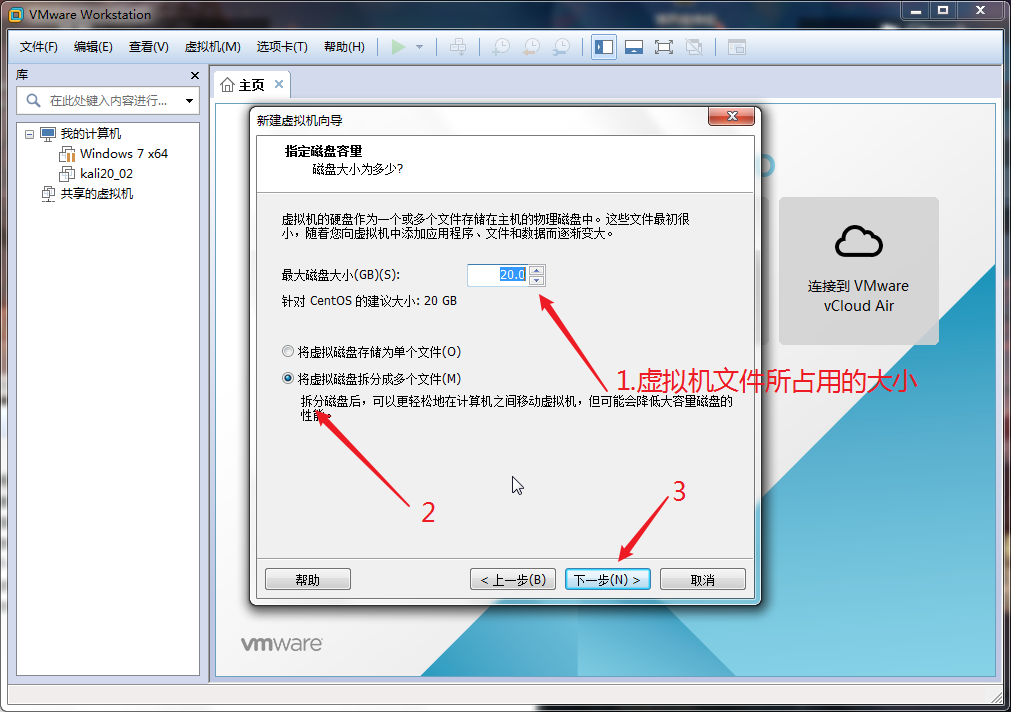 VMware Workstation
文件(F) 编辑(E) 查看(V) 虚拟机(M) 选项卡(T) 帮助(H)
库
在此处键入内容进行...
我的计算机
Windows 7 x64
kali20_02
共享的虚拟机
主页
连接到 VMware
vCloud Air
新建虚拟机向导
指定磁盘容量
磁盘大小为多少?
虚拟机的硬盘作为一个或多个文件存储在主机的物理磁盘中。这些文件最初很
小，随着您向虚拟机中添加应用程序、文件和数据而逐渐变大。
最大磁盘大小(GB)(S): 20.0
针对 CentOS 的建议大小: 20 GB
将虚拟磁盘存储为单个文件(O)
将虚拟磁盘拆分成多个文件(M)
1.虚拟机文件所占用的大小
拆分磁盘后，可以更轻松地在计算机之间移动虚拟机，但可能会降低大容量磁盘的
性能。
2
3
帮助 < 上一步(B) 下一步(N) > 取消
vmware